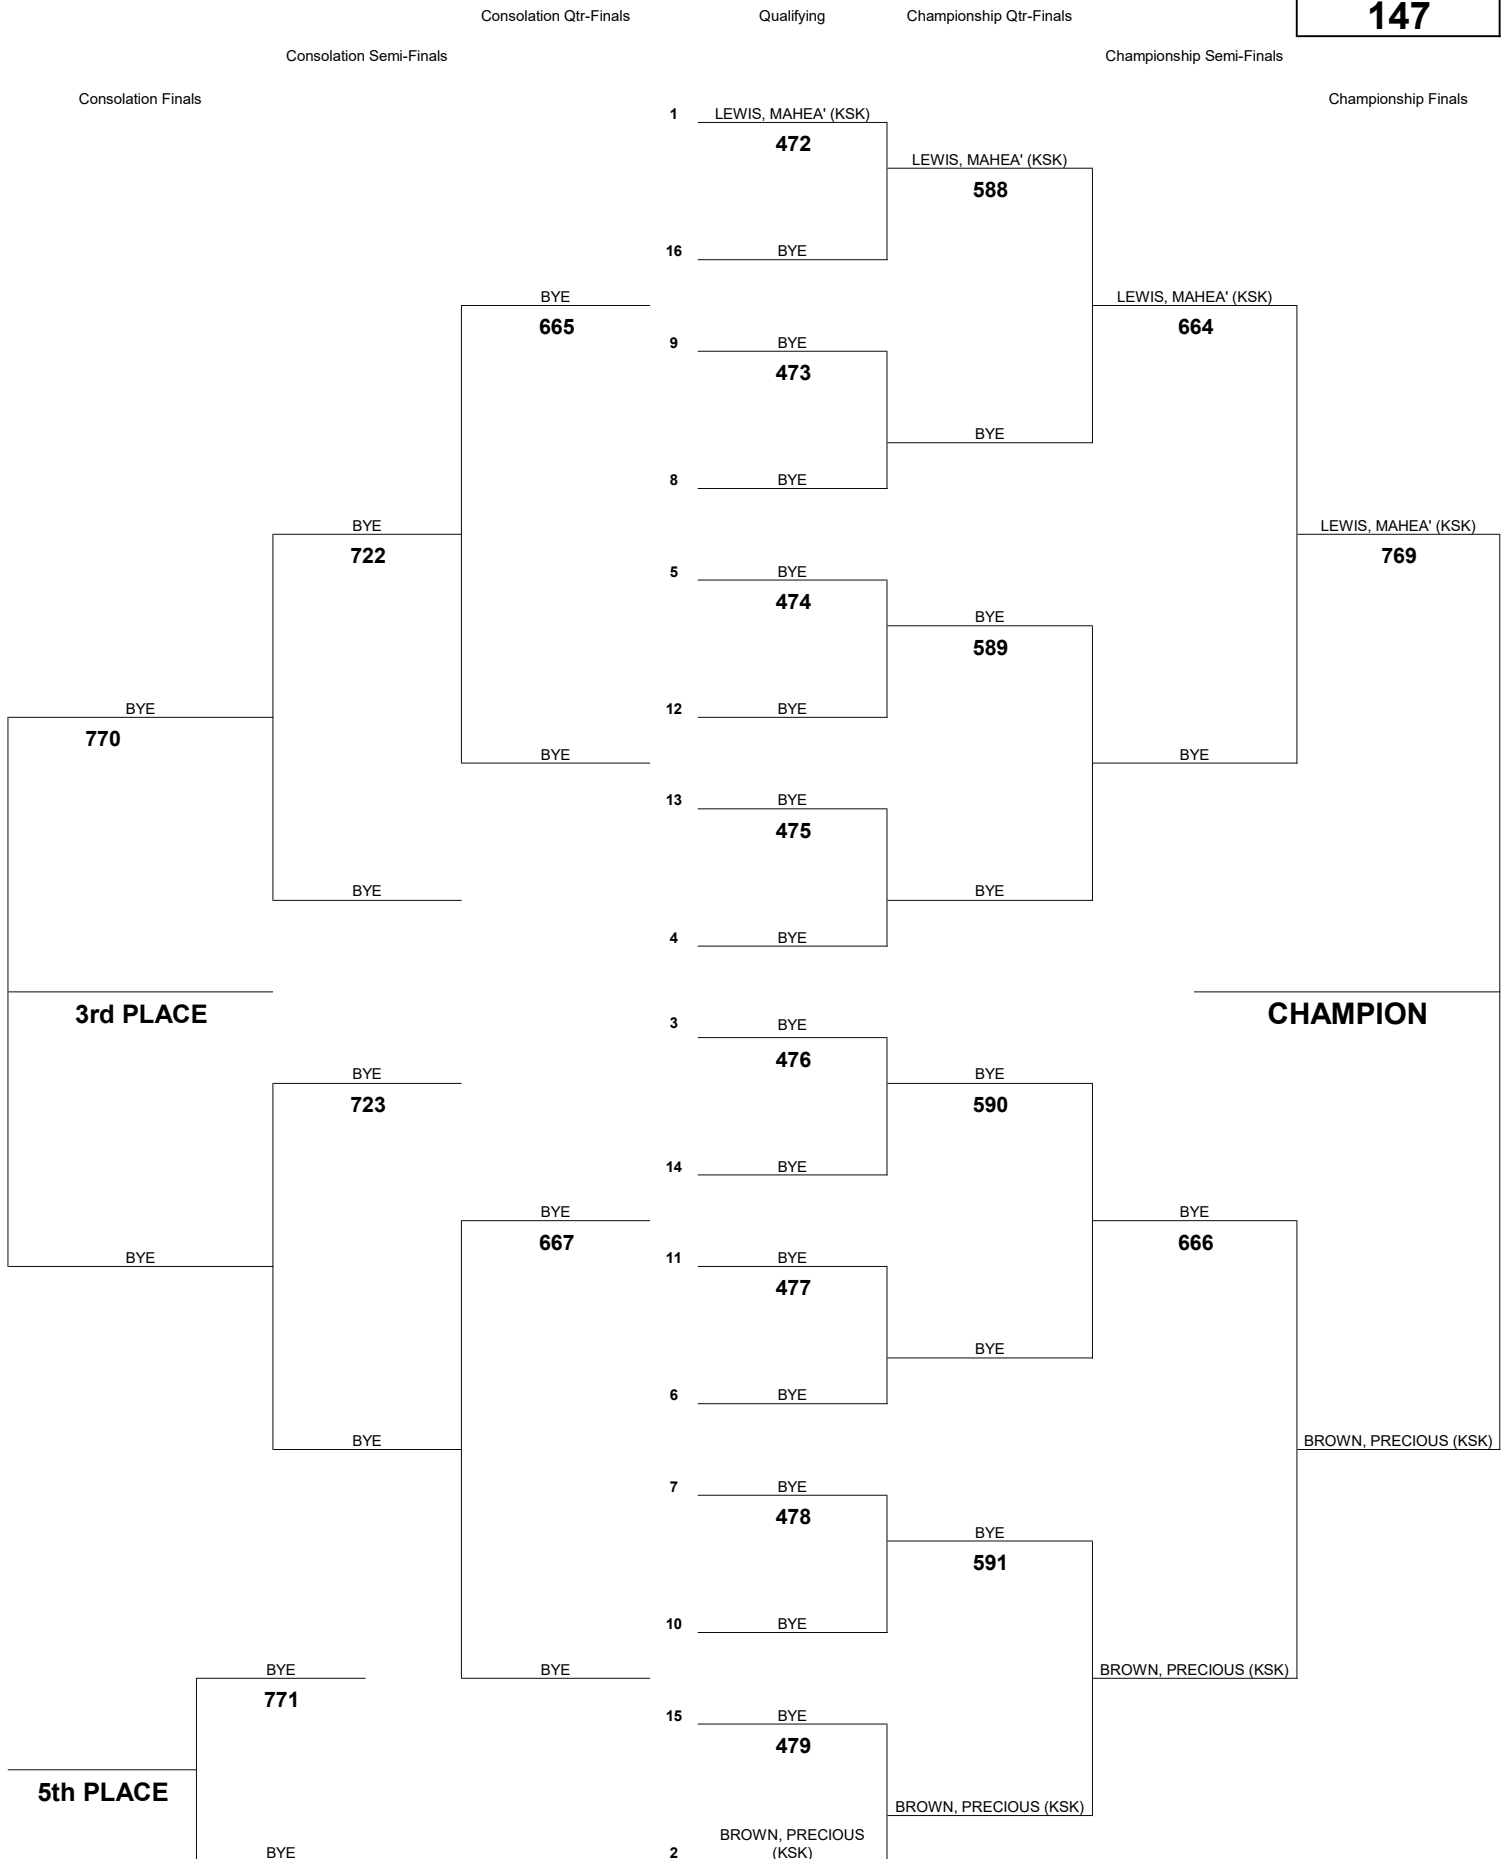 Consolation Qtr-Finals Qualifying Championship Qtr-Finals 147
Consolation Semi-Finals Championship Semi-Finals
Consolation Finals Championship Finals
1 LEWIS, MAHEA' (KSK)
472
LEWIS, MAHEA' (KSK)
588
16 BYE
BYE LEWIS, MAHEA' (KSK)
665 664
9 BYE
473
BYE
8 BYE
BYE LEWIS, MAHEA' (KSK)
722 769
5 BYE
474
BYE
589
BYE 12 BYE
770
BYE BYE
13 BYE
475
BYE BYE
4 BYE
3rd PLACE CHAMPION
3 BYE
476
BYE BYE
723 590
14 BYE
BYE BYE
667 666
BYE 11 BYE
477
BYE
6 BYE
BYE BROWN, PRECIOUS (KSK)
7 BYE
478
BYE
591
10 BYE
BYE BYE BROWN, PRECIOUS (KSK)
771
15 BYE
479
5th PLACE
BROWN, PRECIOUS (KSK)
BROWN, PRECIOUS
BYE 2 (KSK)